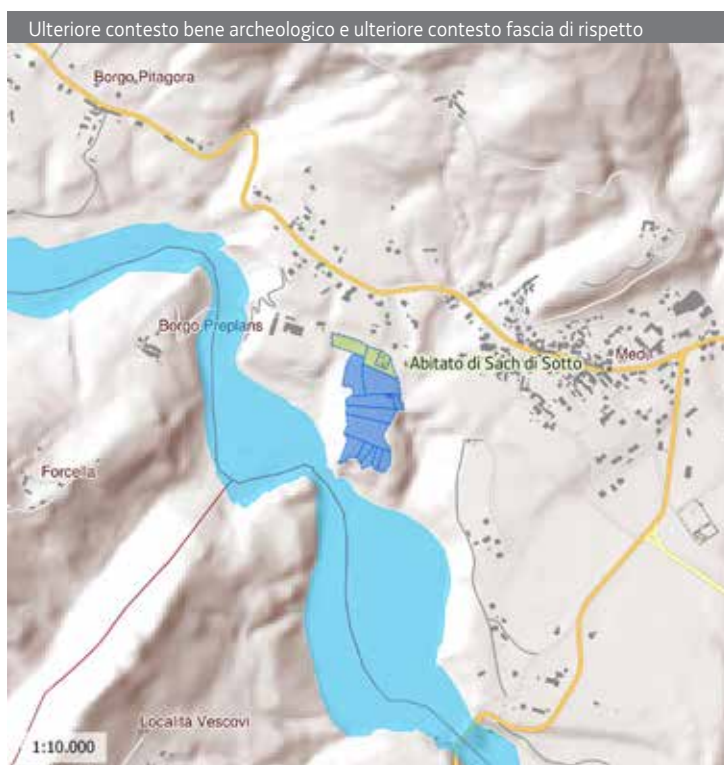 Ulteriore contesto bene archeologico e ulteriore contesto fascia di rispetto
Borgo Pitagora
Borgo Preplans
Abitato di Sach di Sotto
Forcella
Località Vescovi
1:10.000